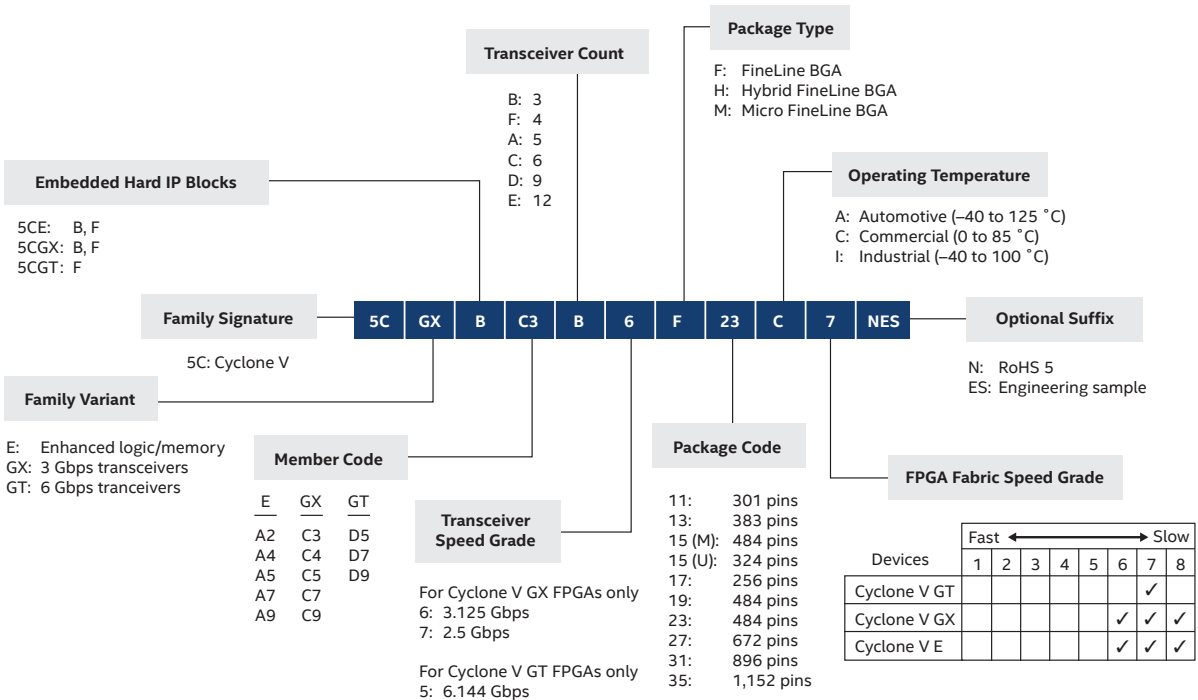 Package Type
F: FineLine BGA
H: Hybrid FineLine BGA
M: Micro FineLine BGA
Transceiver Count
B: 3
F: 4
A: 5
C: 6
D: 9
E: 12
Embedded Hard IP Blocks
5CE: B, F
5CGX: B, F
5CGT: F
Operating Temperature
A: Automotive (–40 to 125 ˚C)
C: Commercial (0 to 85 ˚C)
I: Industrial (–40 to 100 ˚C)
Family Signature
5C: Cyclone V
5C GX B C3 B 6 F 23 C 7 NES
Optional Suffix
N: RoHS 5
ES: Engineering sample
Family Variant
E: Enhanced logic/memory
GX: 3 Gbps transceivers
GT: 6 Gbps tranceivers
Member Code
E GX GT
A2 C3 D5
A4 C4 D7
A5 C5 D9
A7 C7
A9 C9
Transceiver
Speed Grade
For Cyclone V GX FPGAs only
6: 3.125 Gbps
7: 2.5 Gbps
For Cyclone V GT FPGAs only
5: 6.144 Gbps
Package Code
11: 301 pins
13: 383 pins
15 (M): 484 pins
15 (U): 324 pins
17: 256 pins
19: 484 pins
23: 484 pins
27: 672 pins
31: 896 pins
35: 1,152 pins
FPGA Fabric Speed Grade
Fast Slow
Devices 1 2 3 4 5 6 7 8
Cyclone V GT ✓
Cyclone V GX ✓ ✓ ✓
Cyclone V E ✓ ✓ ✓